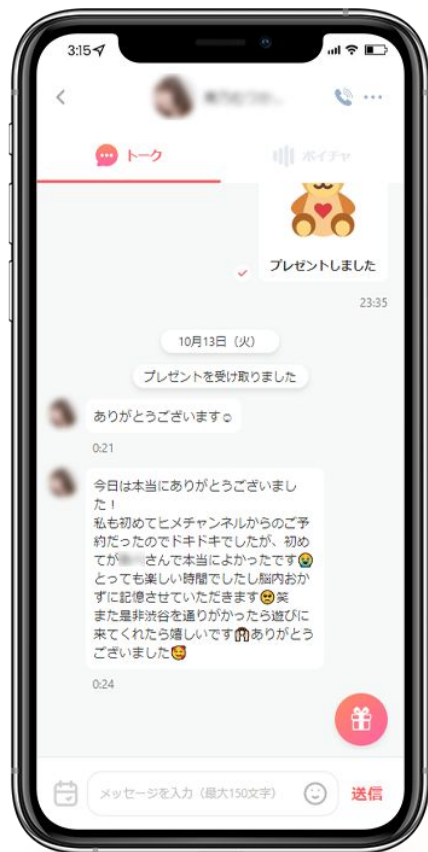 3:15
トーク
ボイチャ
プレゼントしました
23:35
10月13日（火）
プレゼントを受け取りました
ありがとうございます☺
0:21
今日は本当にありがとうございまし
た！
私も初めてヒメチャンネルからのご予
約だったのでドキドキでしたが、初め
てが さんで本当によかったです😭
とっても楽しい時間でしたし脳内おか
ずに記憶させていただきます🥺笑
また是非渋谷を通りがかったら遊びに
来てくれたら嬉しいです🙈ありがとう
ございました🥰
0:24
メッセージを入力（最大150文字）
送信